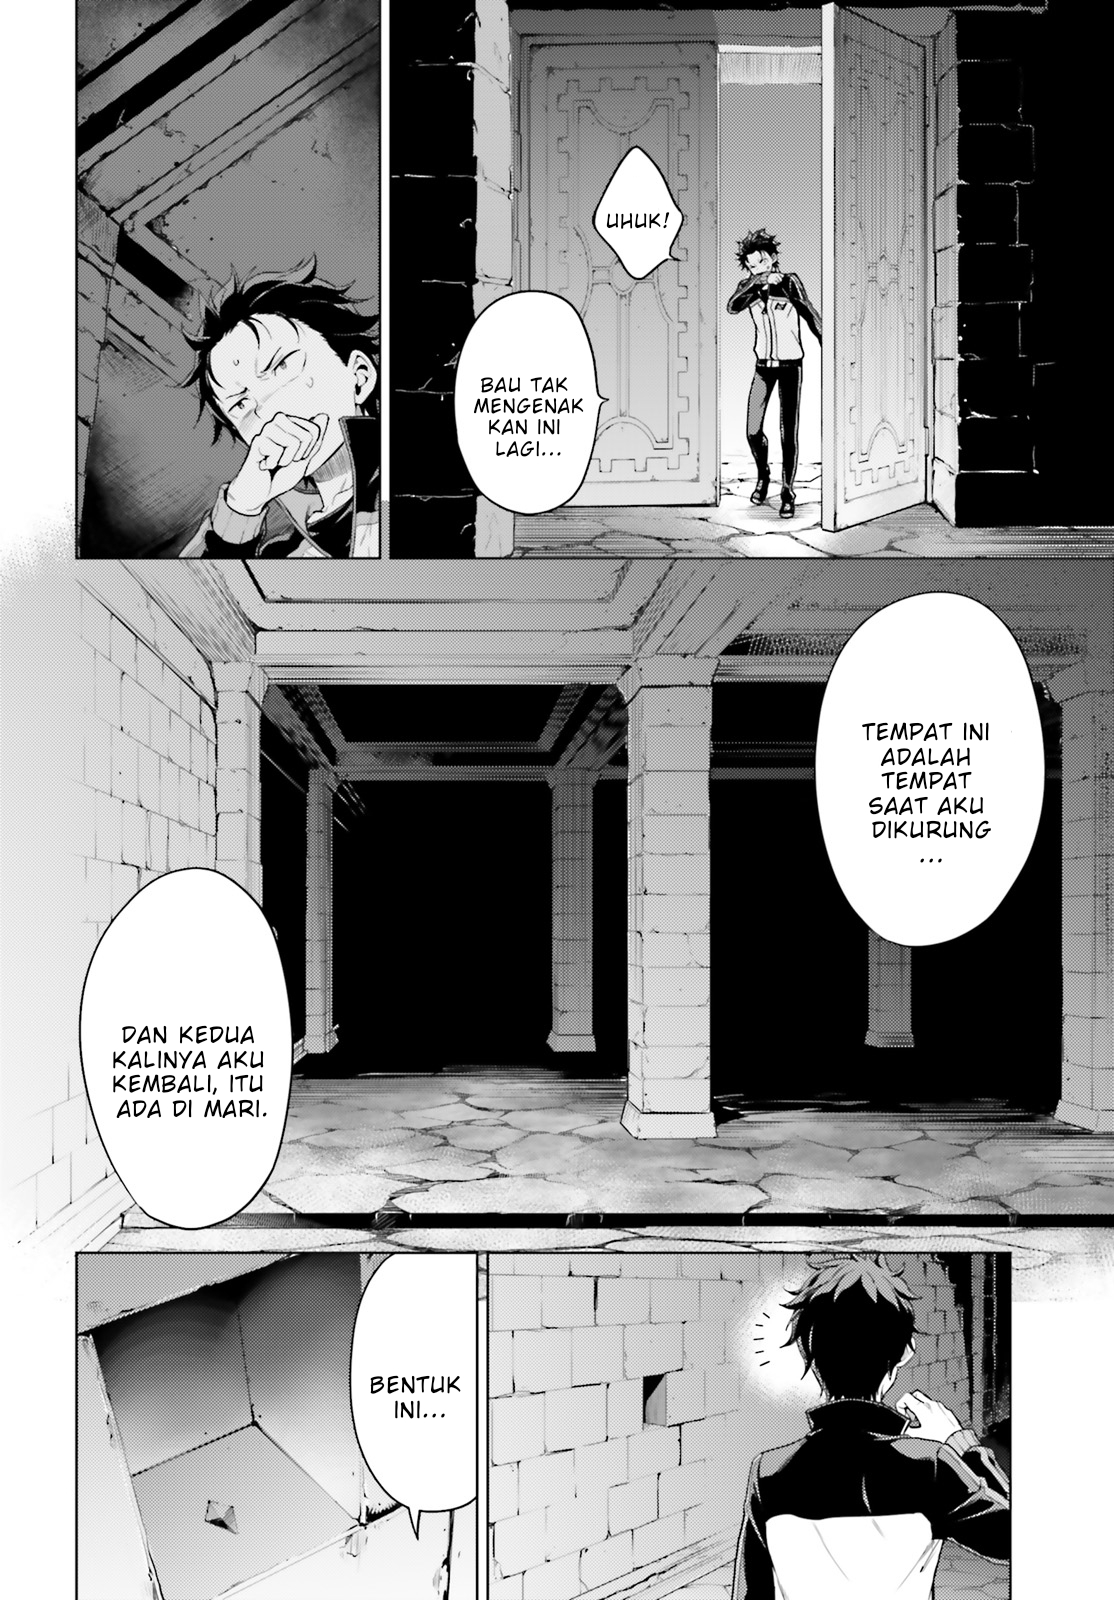 UHUK!
BAU TAK
MENGENAK
KAN INI
LAGI...
TEMPAT INI
ADALAH
TEMPAT
SAAT AKU
DIKURUNG
...
DAN KEDUA
KALINYA AKU
KEMBALI, ITU
ADA DI MARI.
BENTUK
INI...